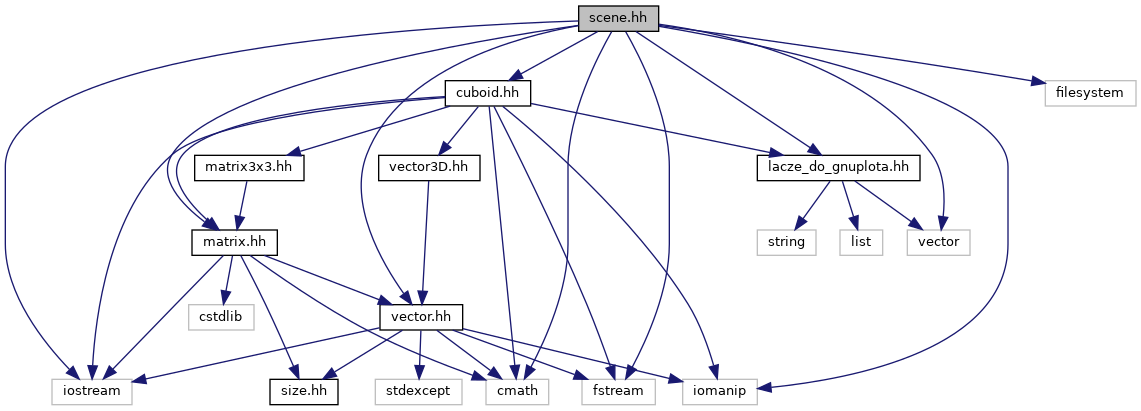 scene.hh
cuboid.hh
filesystem
matrix3x3.hh
vector3D.hh
lacze_do_gnuplota.hh
matrix.hh
string
list
vector
cstdlib
vector.hh
iostream
size.hh
stdexcept
cmath
fstream
iomanip